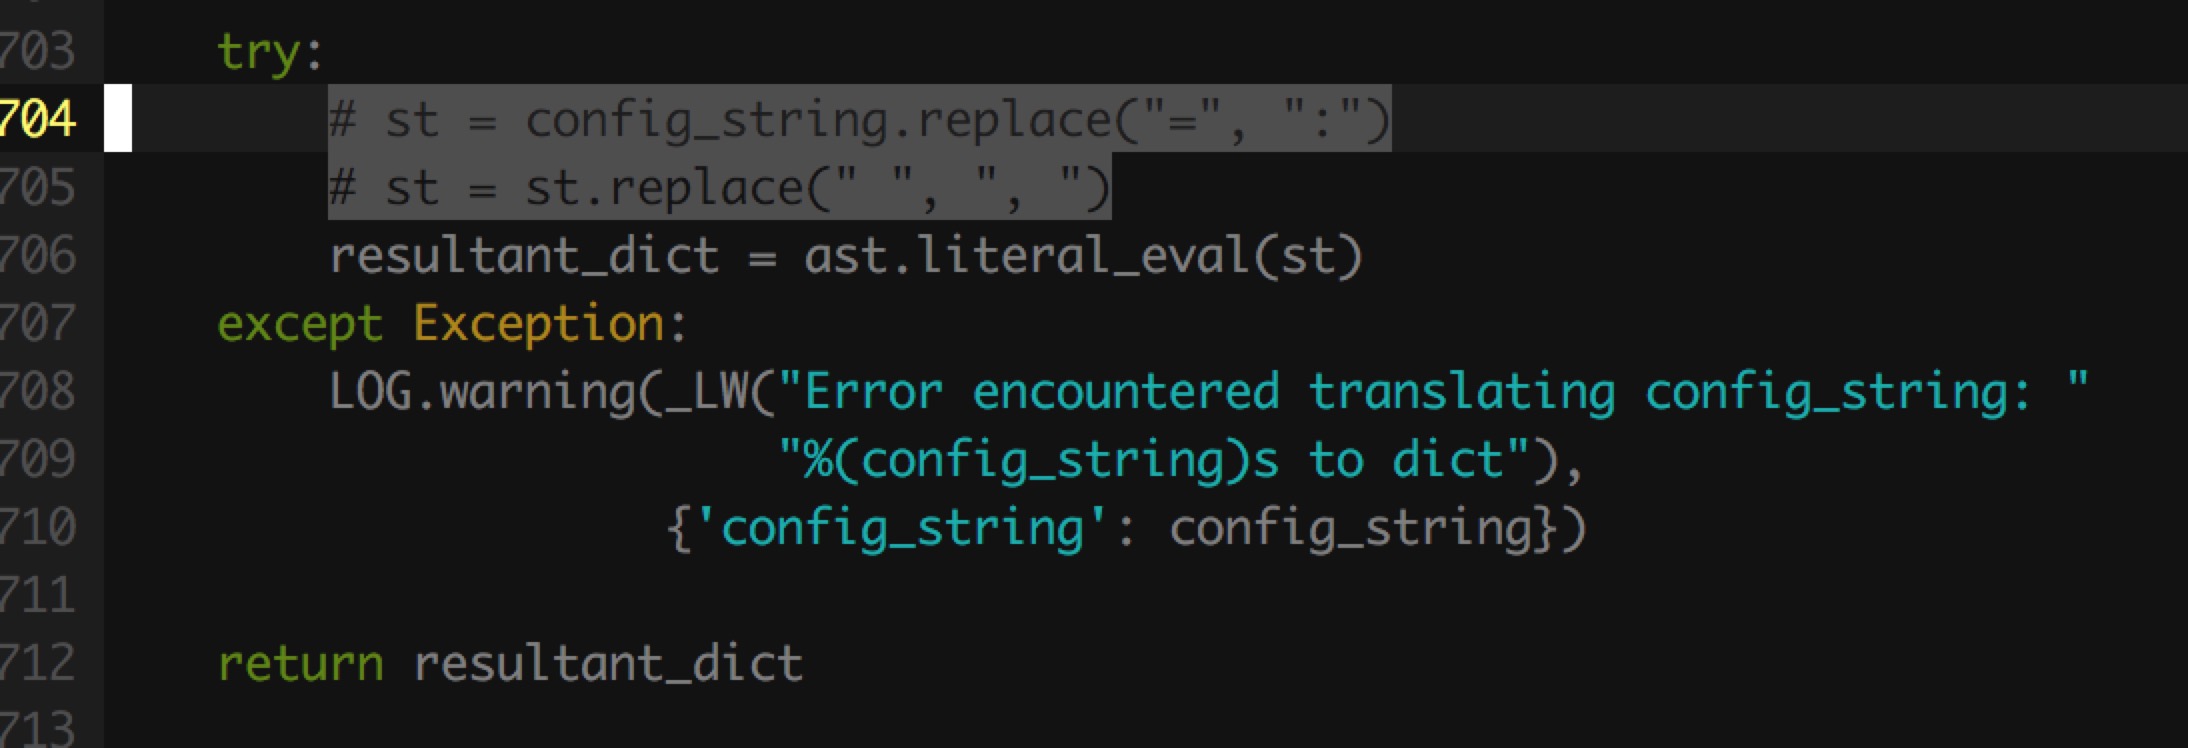 703 try:
704 # st = config_string.replace("=", ":")
705 # st = st.replace(" ", ", ")
706 resultant_dict = ast.literal_eval(st)
707 except Exception:
708 LOG.warning(_LW("Error encountered translating config_string: "
709 "%(config_string)s to dict"),
710 {'config_string': config_string})
711
712 return resultant_dict
713